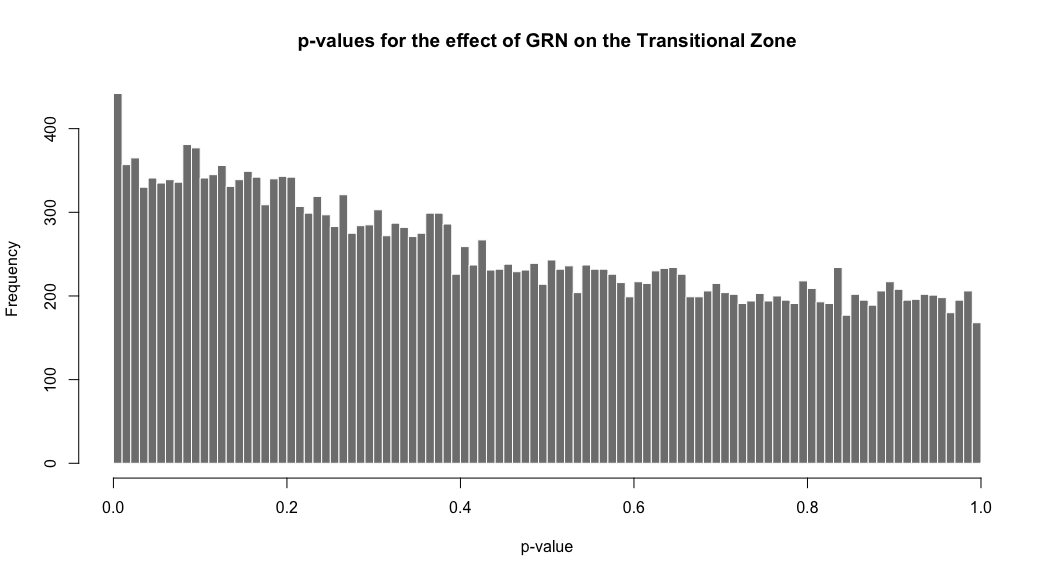 p-values for the effect of GRN on the Transitional Zone
400
300
200
100
0
Frequency
0.0 0.2 0.4 0.6 0.8 1.0
p-value